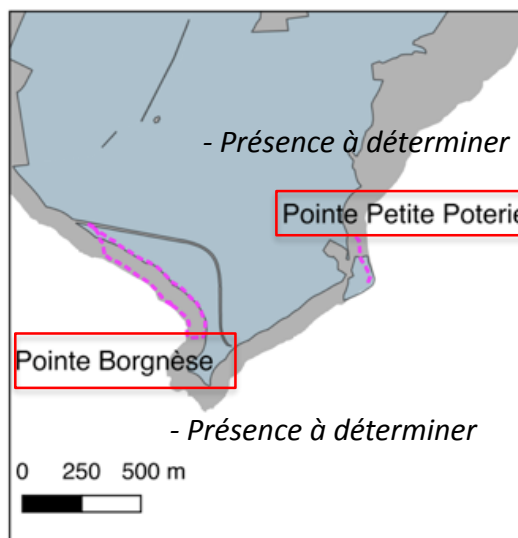 - Présence à déterminer
Pointe Petite Poterie
Pointe Borgnèse
- Présence à déterminer
0 250 500 m